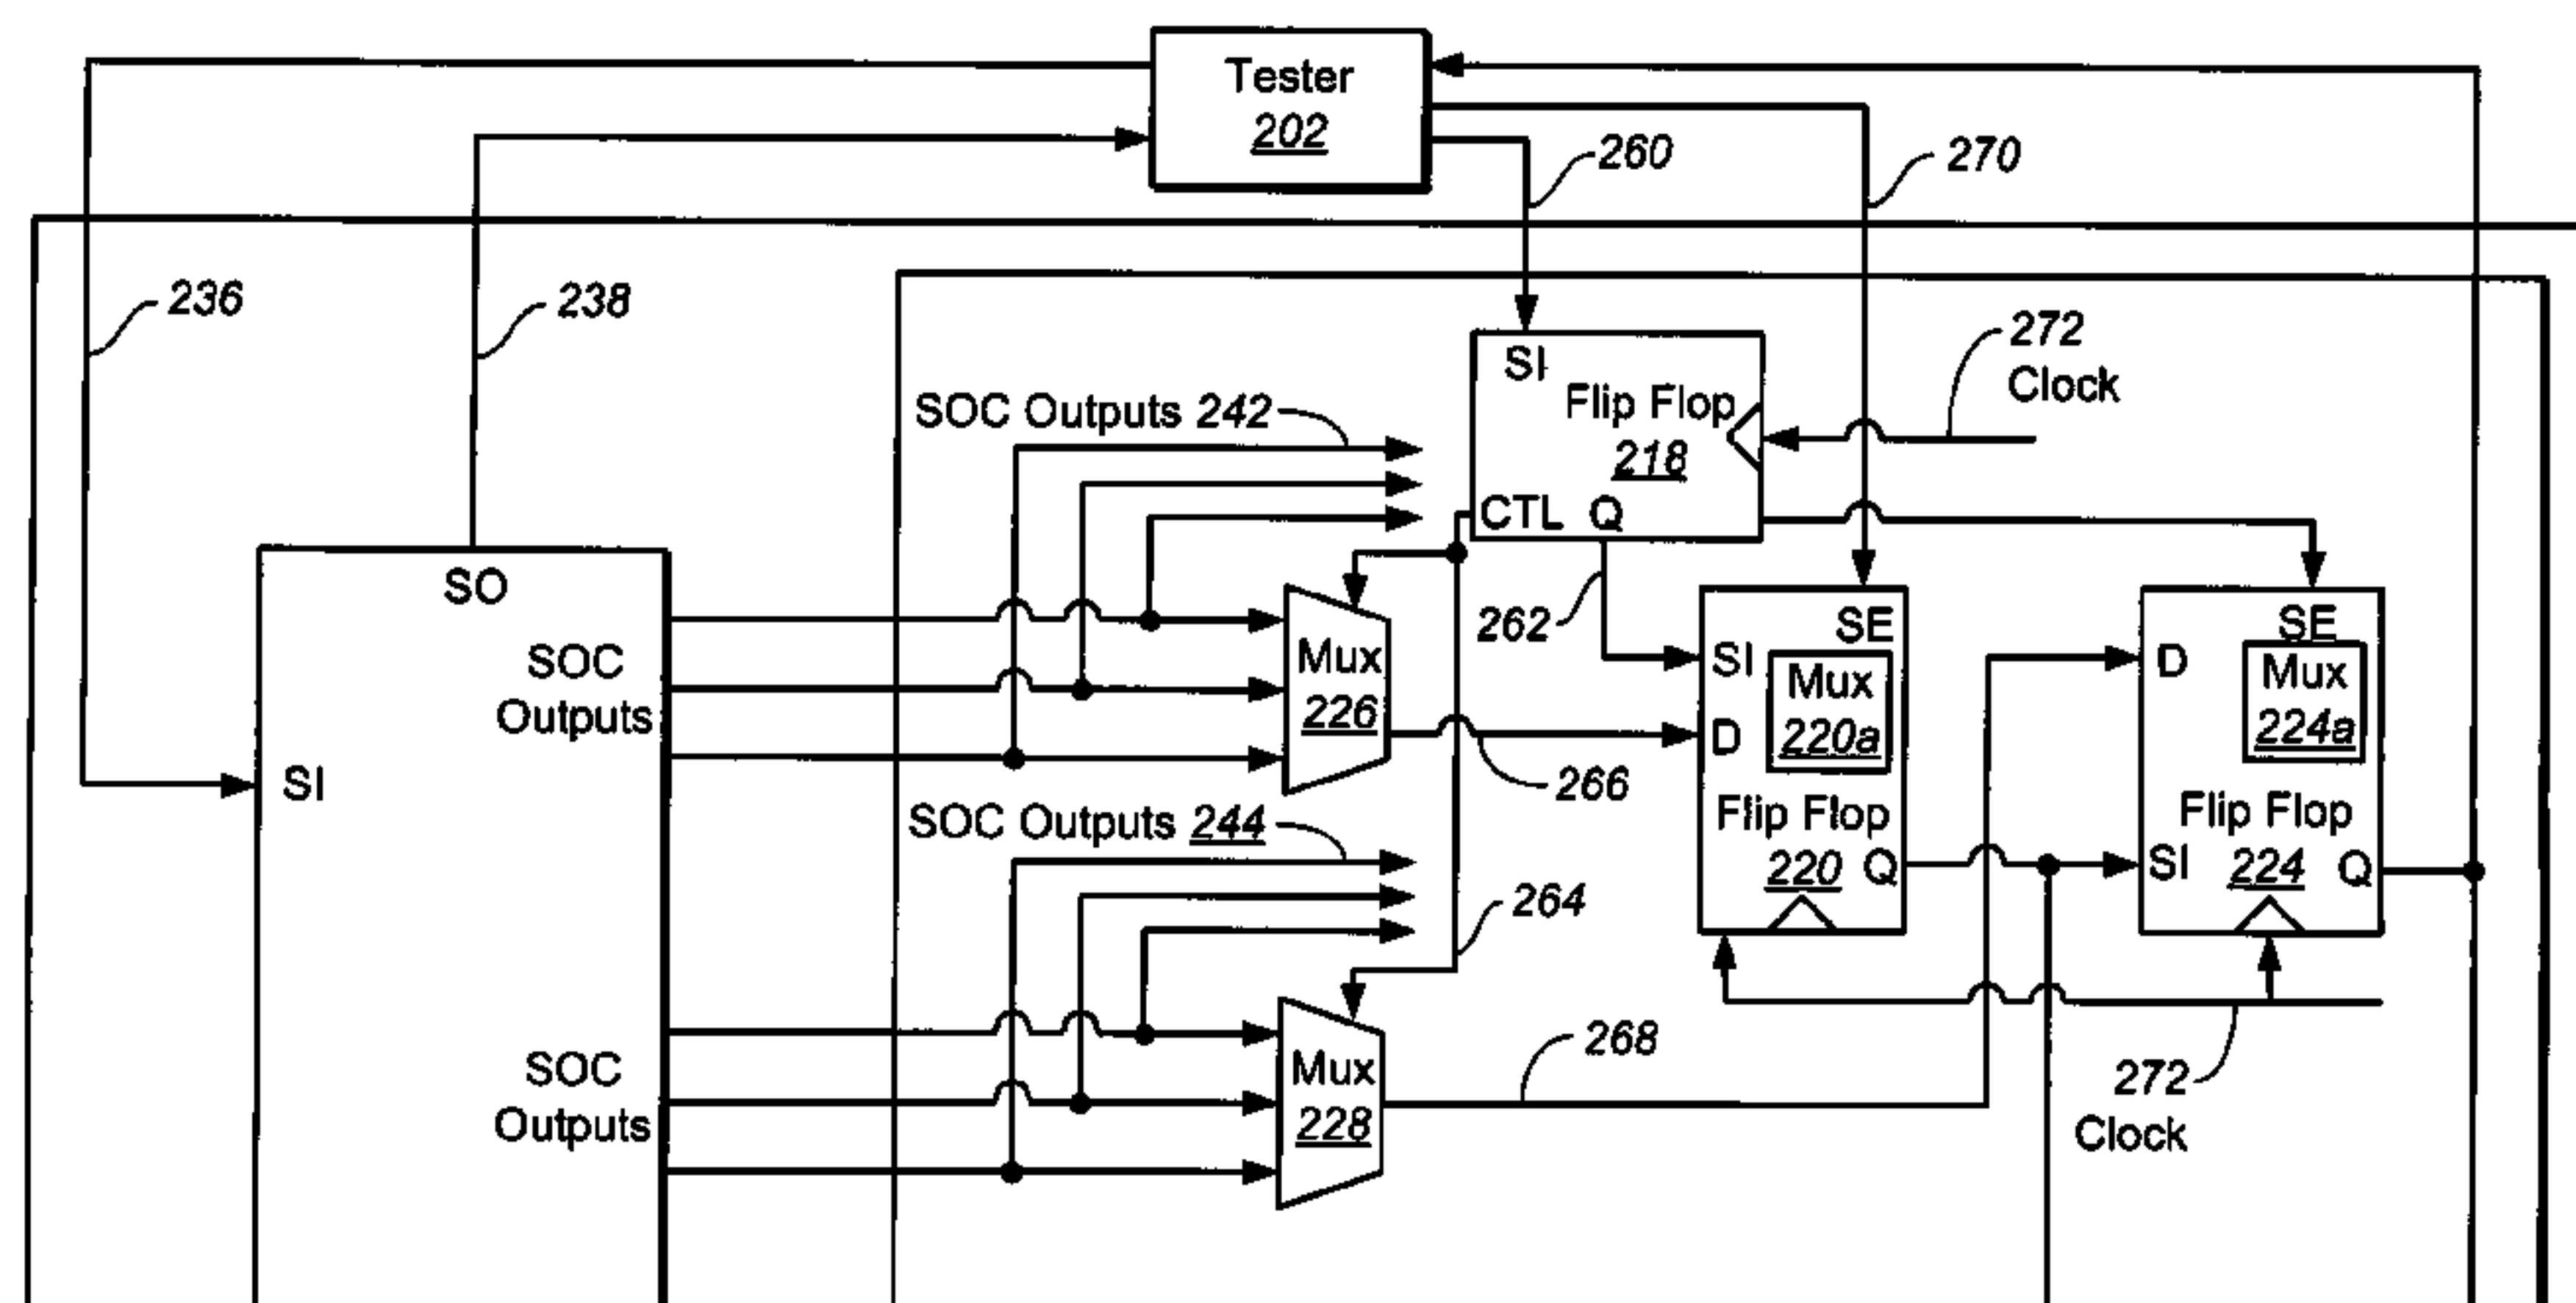 Tester
202
260
270
236
238
272
Clock
SI
Flip Flop
218
CTL Q
SOC Outputs 242
SO
SOC
Outputs
SI
Mux
226
262
266
SE
SI
Mux
220a
D
Flip Flop
220 Q
SE
D
Mux
224a
Flip Flop
SI 224 Q
SOC Outputs 244
264
SOC
Outputs
Mux
228
268
272
Clock